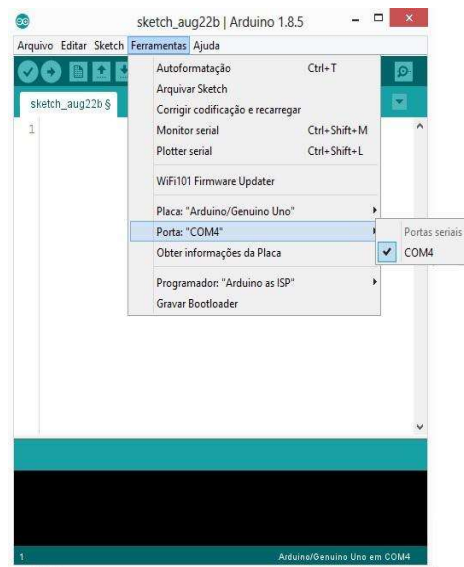 sketch_aug22b | Arduino 1.8.5
Arquivo Editar Sketch Ferramentas Ajuda
sketch_aug22b §
1
Autoformatação Ctrl+T
Arquivar Sketch
Corrigir codificação e recarregar
Monitor serial Ctrl+Shift+M
Plotter serial Ctrl+Shift+L
WiFi101 Firmware Updater
Placa: "Arduino/Genuino Uno"
Porta: "COM4"
Obter informações da Placa
Programador: "Arduino as ISP"
Gravar Bootloader
Portas seriais
COM4
1 Arduino/Genuino Uno em COM4